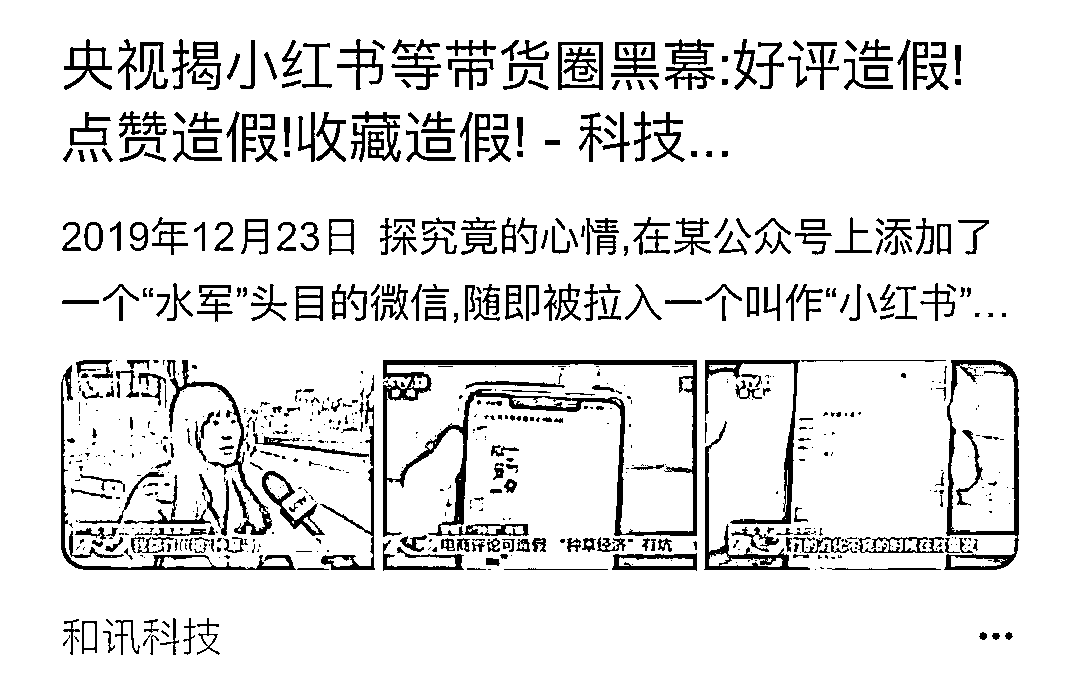 央视揭小红书等带货圈黑幕:好评造假!
点赞造假!收藏造假! - 科技...
2019年12月23日 探究竟的心情,在某公众号上添加了
一个“水军”头目的微信,随即被拉入一个叫作“小红书”...
电商评论可造假 “种草经济”有坑
和讯科技